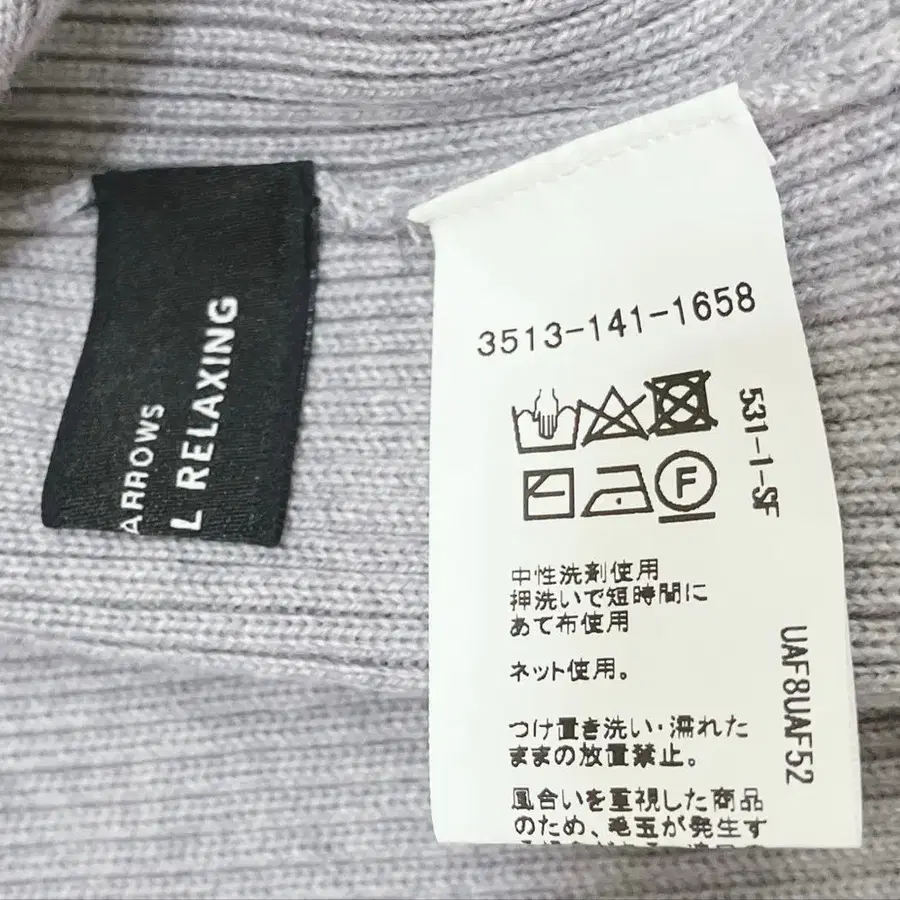 ARROWS
L RELAXING
3513-141-1658
531-1-SF
F
中性洗剤使用
押洗いで短時間に
あて布使用
ネット使用。
つけ置き洗い・濡れた
ままの放置禁止。
風合いを重視した商品
のため、毛玉が発生す
UAF8UAF52